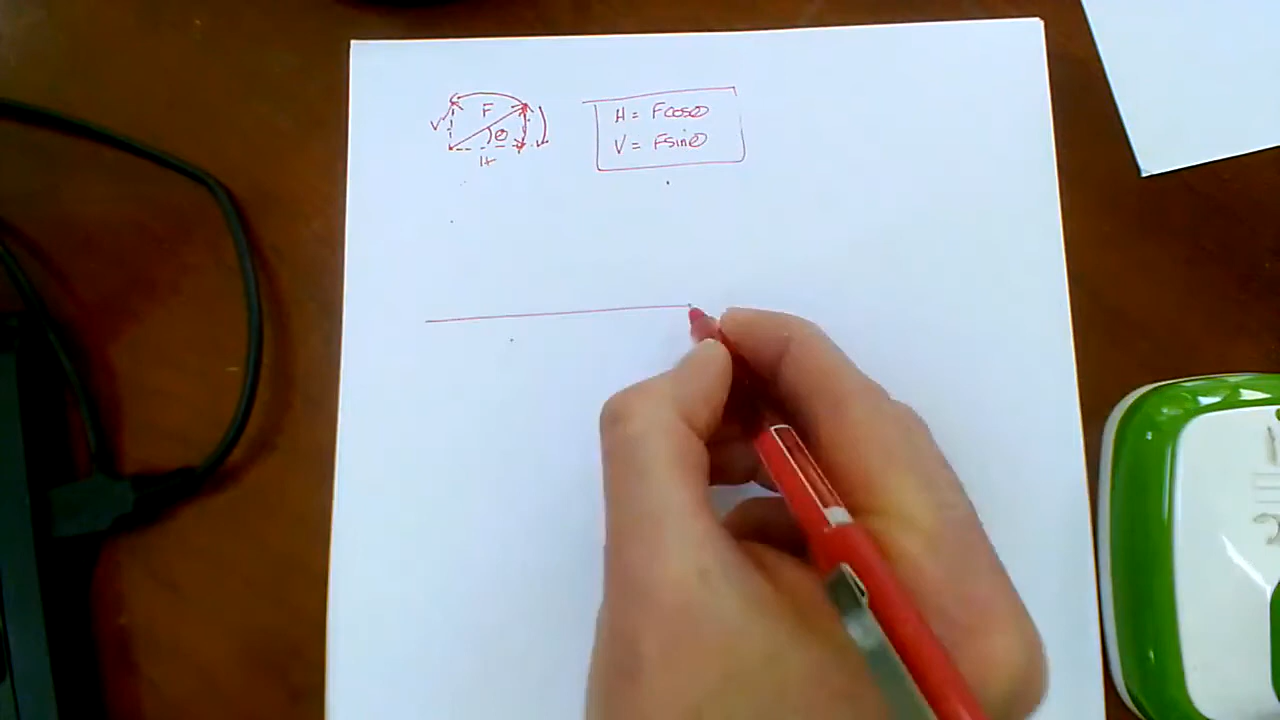 F
V
θ
H
H = Fcosθ
V = Fsinθ